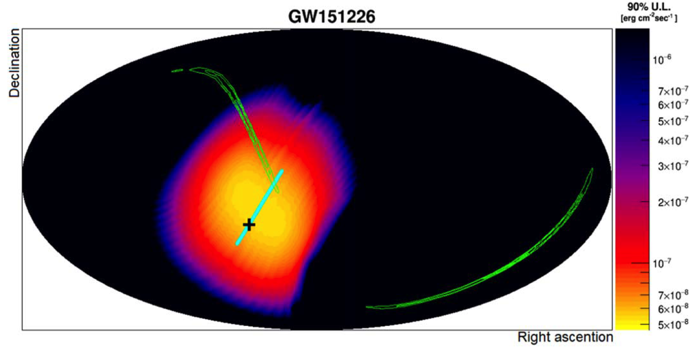 GW151226
90% U.L.
[erg cm⁻²sec⁻¹]
Declination
10⁻⁶
7×10⁻⁷
6×10⁻⁷
5×10⁻⁷
4×10⁻⁷
3×10⁻⁷
2×10⁻⁷
10⁻⁷
7×10⁻⁸
6×10⁻⁸
5×10⁻⁸
Right ascention